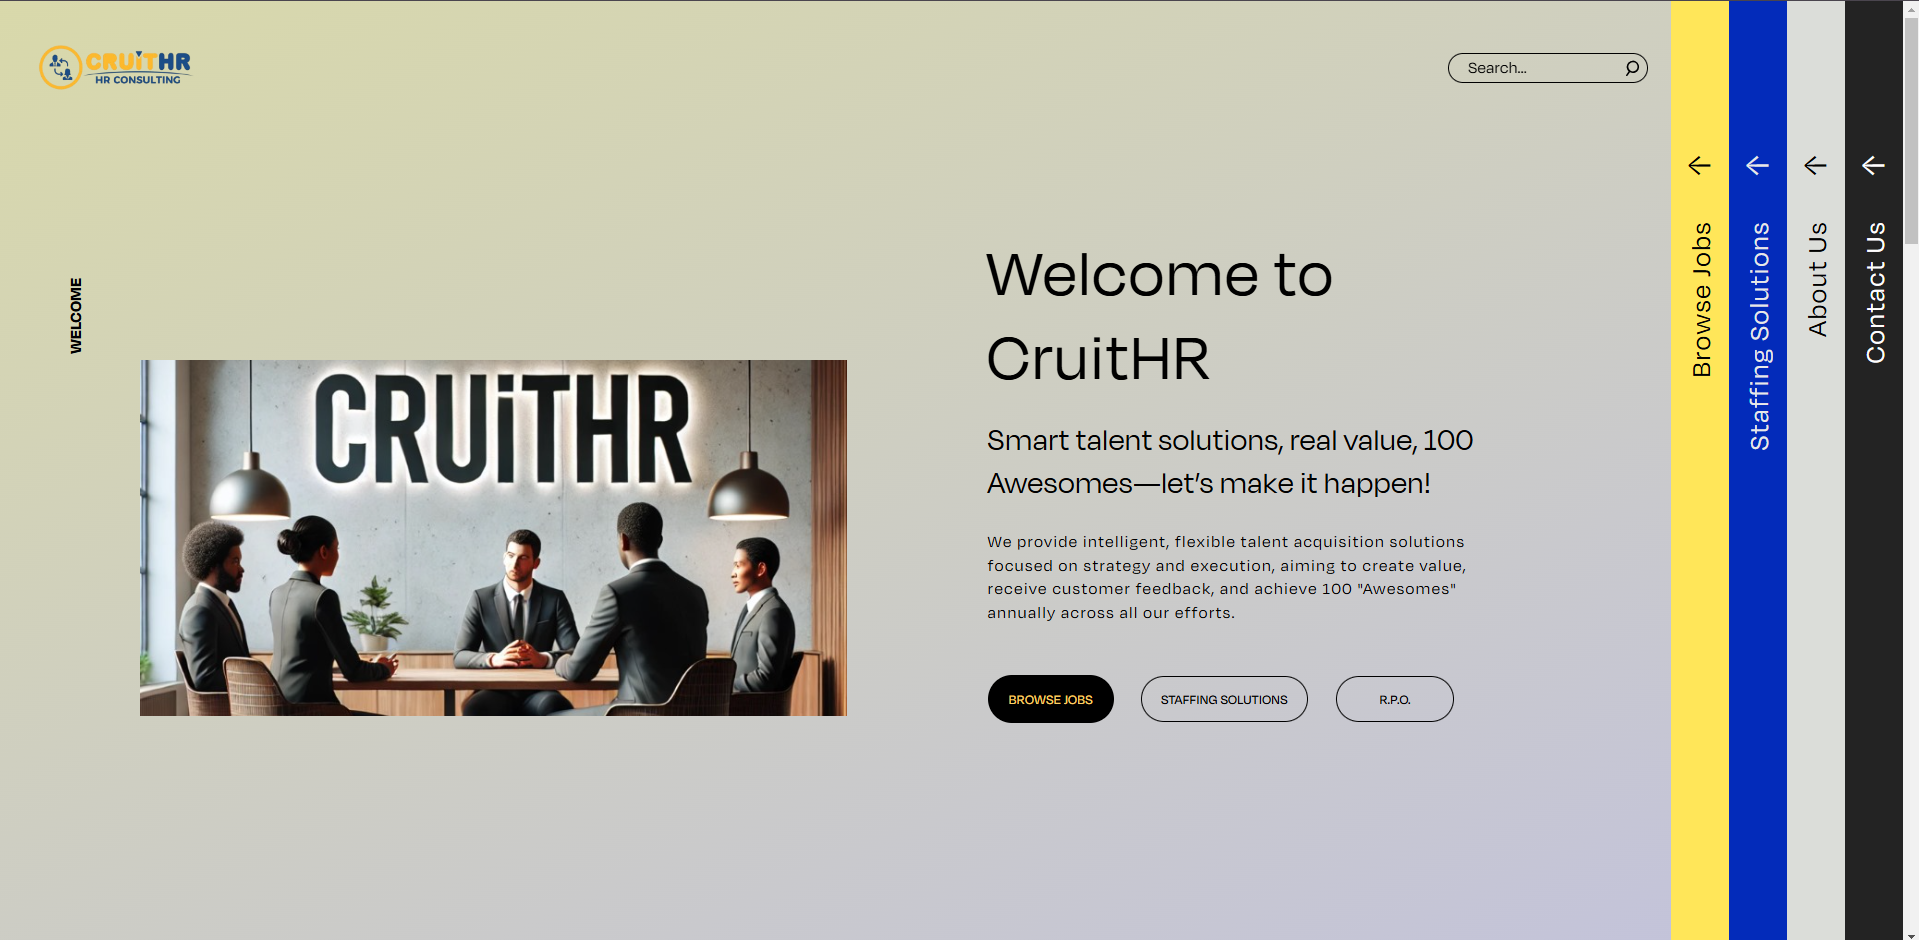 CRUiTHR
HR CONSULTING
Search...
WELCOME
CRUiTHR
Welcome to
CruitHR
Smart talent solutions, real value, 100
Awesomes—let’s make it happen!
We provide intelligent, flexible talent acquisition solutions
focused on strategy and execution, aiming to create value,
receive customer feedback, and achieve 100 "Awesomes"
annually across all our efforts.
BROWSE JOBS
STAFFING SOLUTIONS
R.P.O.
Browse Jobs
Staffing Solutions
About Us
Contact Us